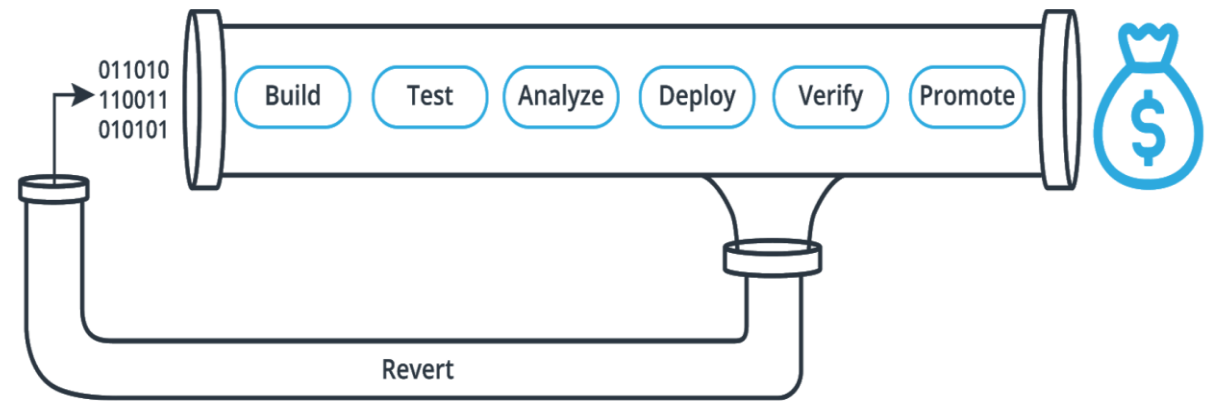 011010
110011
010101
Build
Test
Analyze
Deploy
Verify
Promote
$
Revert